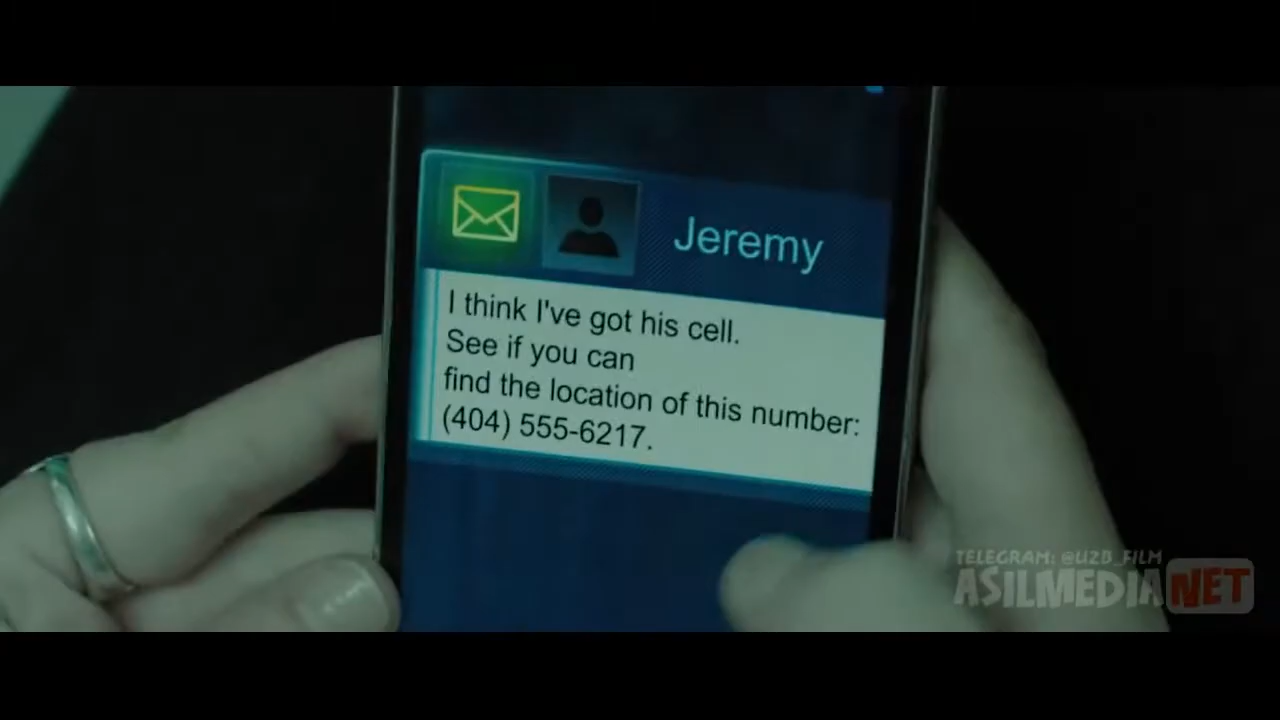 Jeremy
I think I've got his cell.
See if you can
find the location of this number:
(404) 555-6217.
TELEGRAM: @UZB_FILM
ASILMEDIA NET